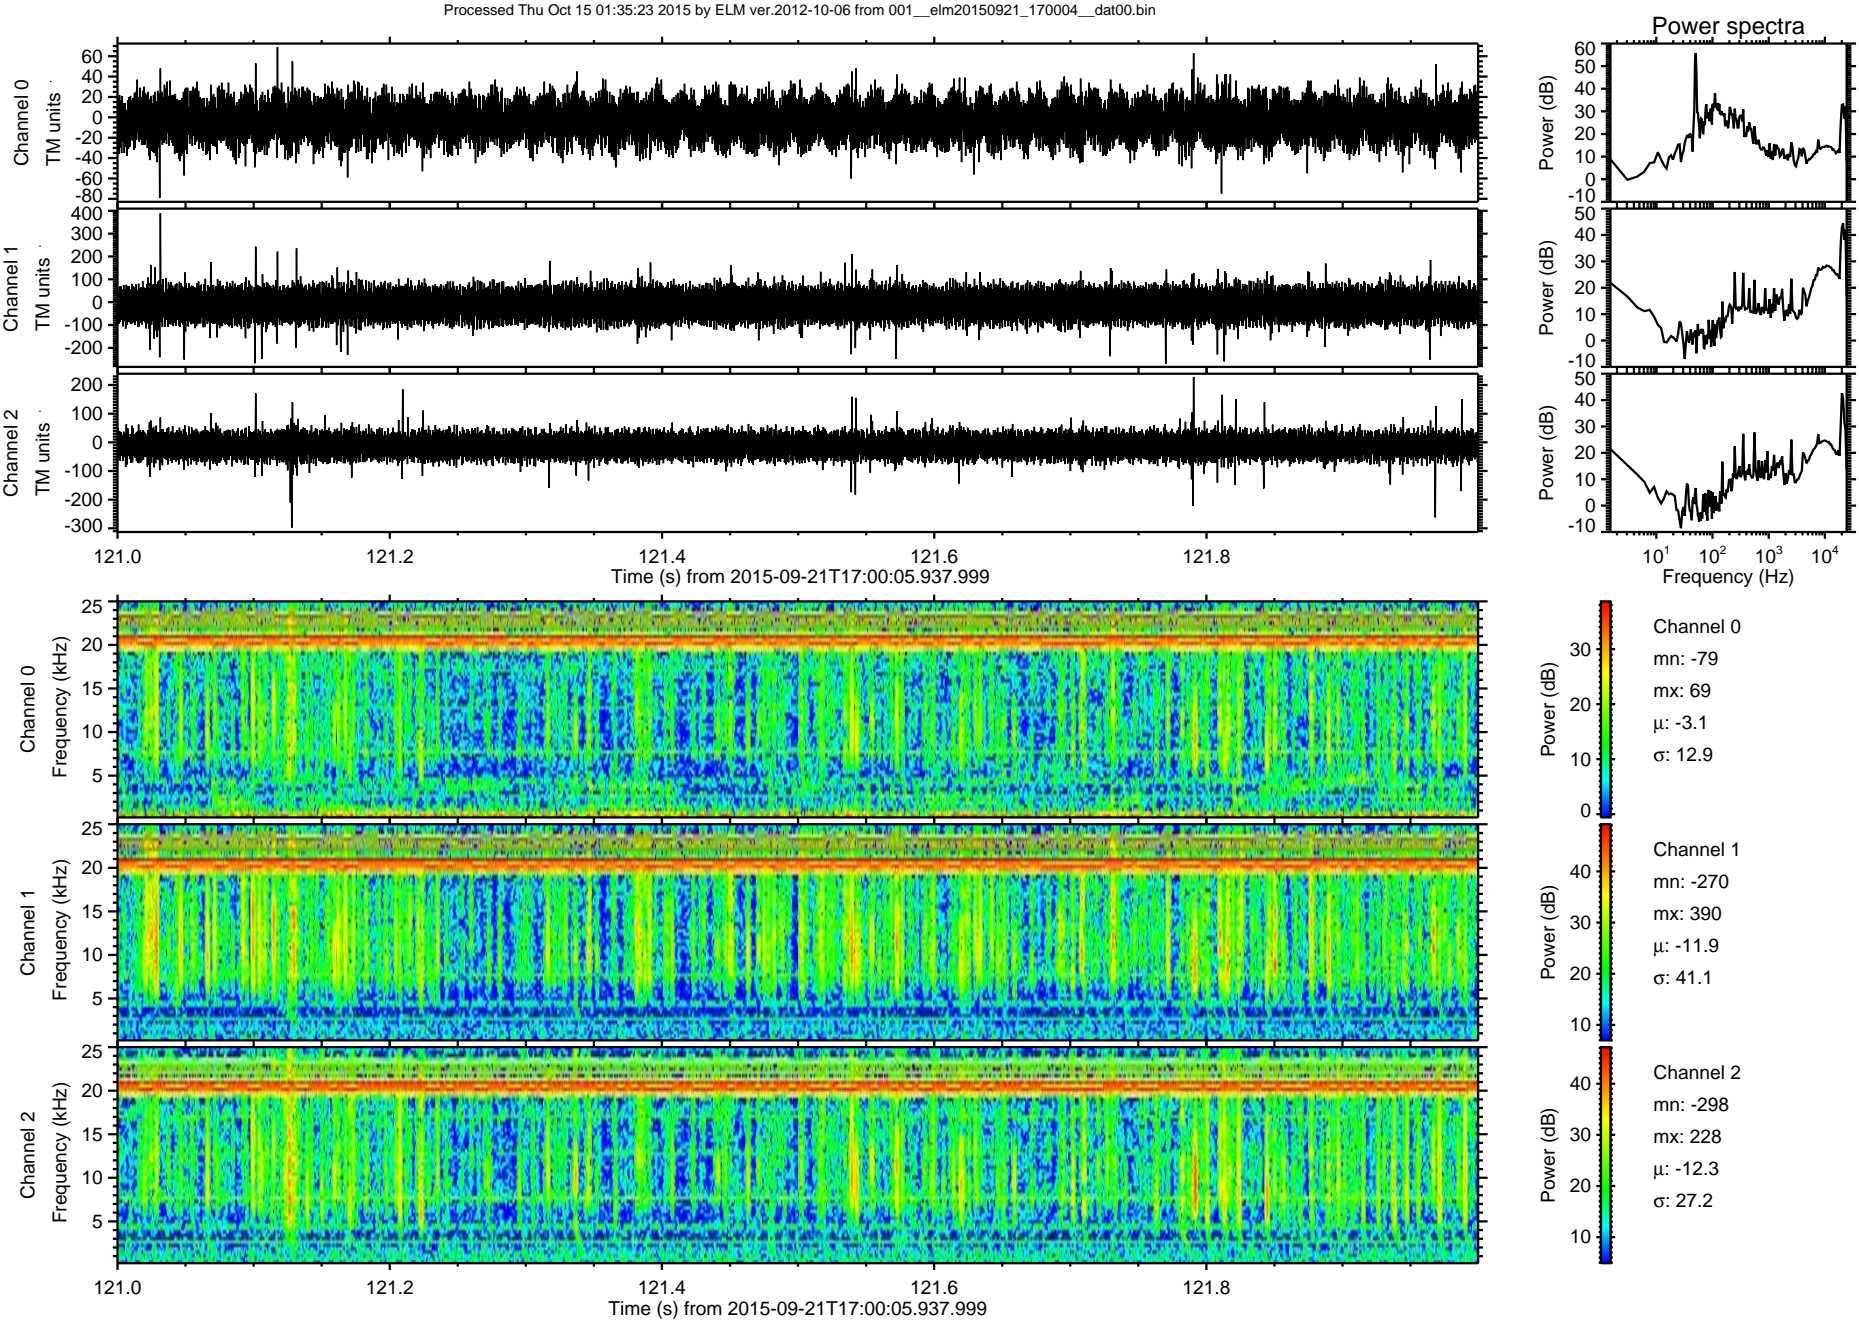 Processed Thu Oct 15 01:35:23 2015 by ELM ver.2012-10-06 from 001__elm20150921_170004__dat00.bin
Power spectra
Channel 0
TM units
60
40
20
0
-20
-40
-60
-80
Power (dB)
60
50
40
30
20
10
0
-10
Channel 1
TM units
400
300
200
100
0
-100
-200
Power (dB)
50
40
30
20
10
0
-10
Channel 2
TM units
200
100
0
-100
-200
-300
Power (dB)
50
40
30
20
10
0
-10
121.0 121.2 121.4 121.6 121.8
Time (s) from 2015-09-21T17:00:05.937.999
10¹ 10² 10³ 10⁴
Frequency (Hz)
Channel 0
Frequency (kHz)
25
20
15
10
5
Power (dB)
30
20
10
0
Channel 0
mn: -79
mx: 69
μ: -3.1
σ: 12.9
Channel 1
Frequency (kHz)
25
20
15
10
5
Power (dB)
40
30
20
10
Channel 1
mn: -270
mx: 390
μ: -11.9
σ: 41.1
Channel 2
Frequency (kHz)
25
20
15
10
5
Power (dB)
40
30
20
10
Channel 2
mn: -298
mx: 228
μ: -12.3
σ: 27.2
121.0 121.2 121.4 121.6 121.8
Time (s) from 2015-09-21T17:00:05.937.999